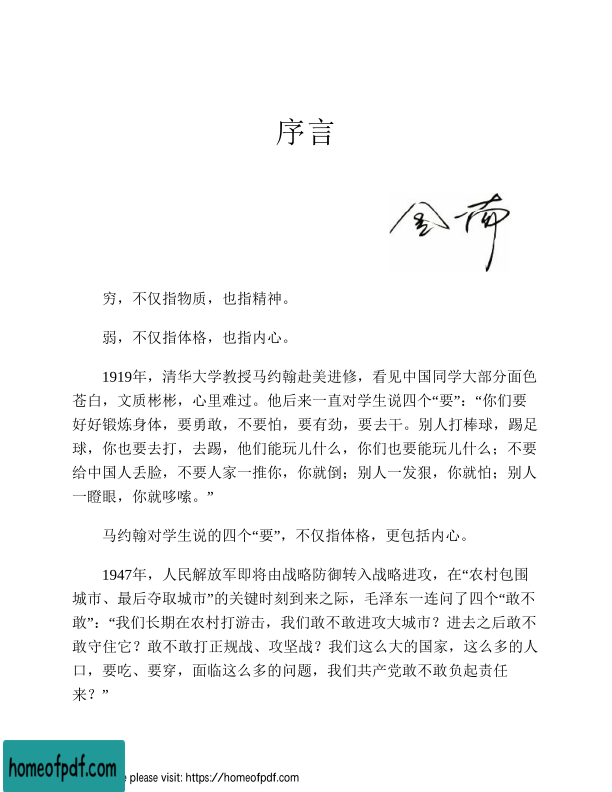 序言
金一南
穷，不仅指物质，也指精神。
弱，不仅指体格，也指内心。
1919年，清华大学教授马约翰赴美进修，看见中国同学大部分面色
苍白，文质彬彬，心里难过。他后来一直对学生说四个“要”：“你们要
好好锻炼身体，要勇敢，不要怕，要有劲，要去干。别人打棒球，踢足
球，你也要去打，去踢，他们能玩儿什么，你们也要能玩儿什么；不要
给中国人丢脸，不要人家一推你，你就倒；别人一发狠，你就怕；别人
一瞪眼，你就哆嗦。”
马约翰对学生说的四个“要”，不仅指体格，更包括内心。
1947年，人民解放军即将由战略防御转入战略进攻，在“农村包围
城市、最后夺取城市”的关键时刻到来之际，毛泽东一连问了四个“敢不
敢”：“我们长期在农村打游击，我们敢不敢进攻大城市？进去之后敢不
敢守住它？敢不敢打正规战、攻坚战？我们这么大的国家，这么多的人
口，要吃、要穿，面临这么多的问题，我们共产党敢不敢负起责任
来？”
homeofpdf.com
e please visit: https://homeofpdf.com